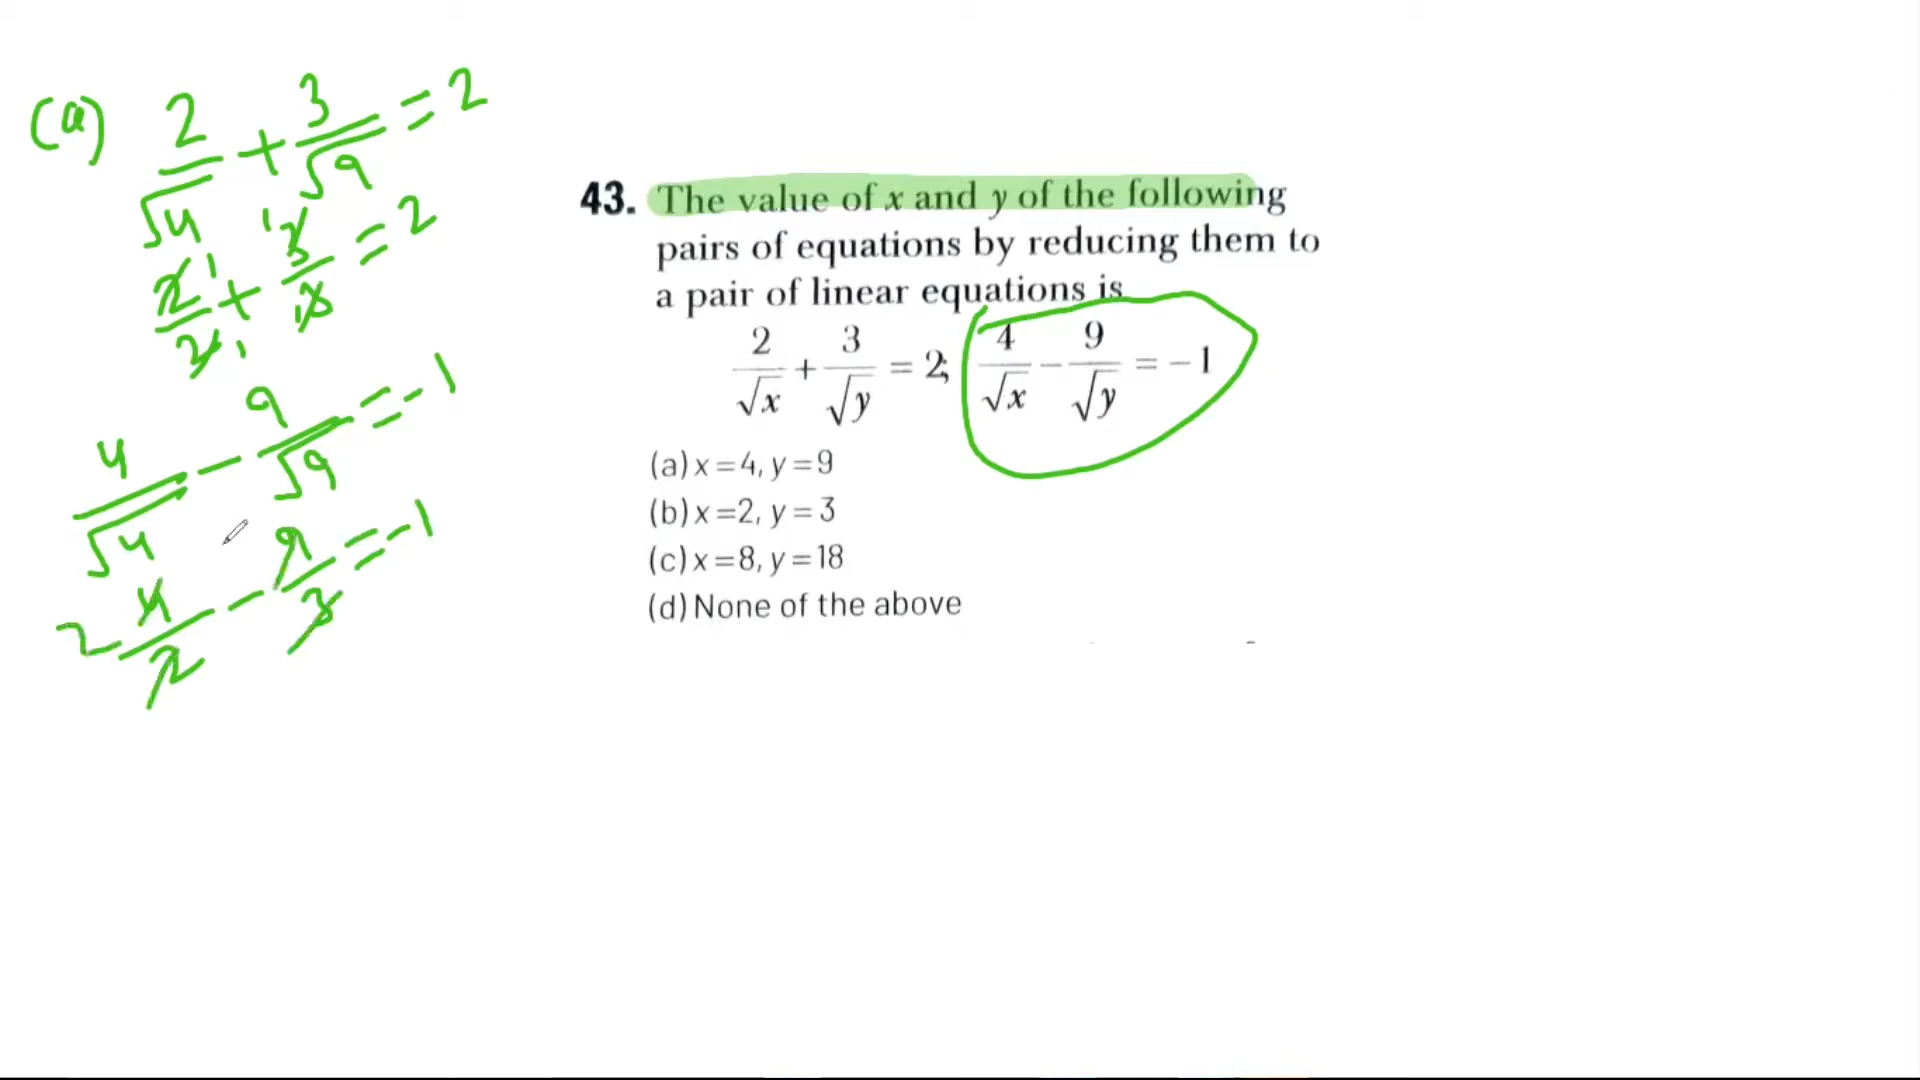 (a) 2/√4 + 3/√9 = 2
2/2 + 3/3 = 2
4/√4 − 9/√9 = −1
4/2 − 9/3 = −1
43. The value of x and y of the following
pairs of equations by reducing them to
a pair of linear equations is
2/√x + 3/√y = 2; 4/√x − 9/√y = −1
(a) x=4, y=9
(b) x=2, y=3
(c) x=8, y=18
(d) None of the above